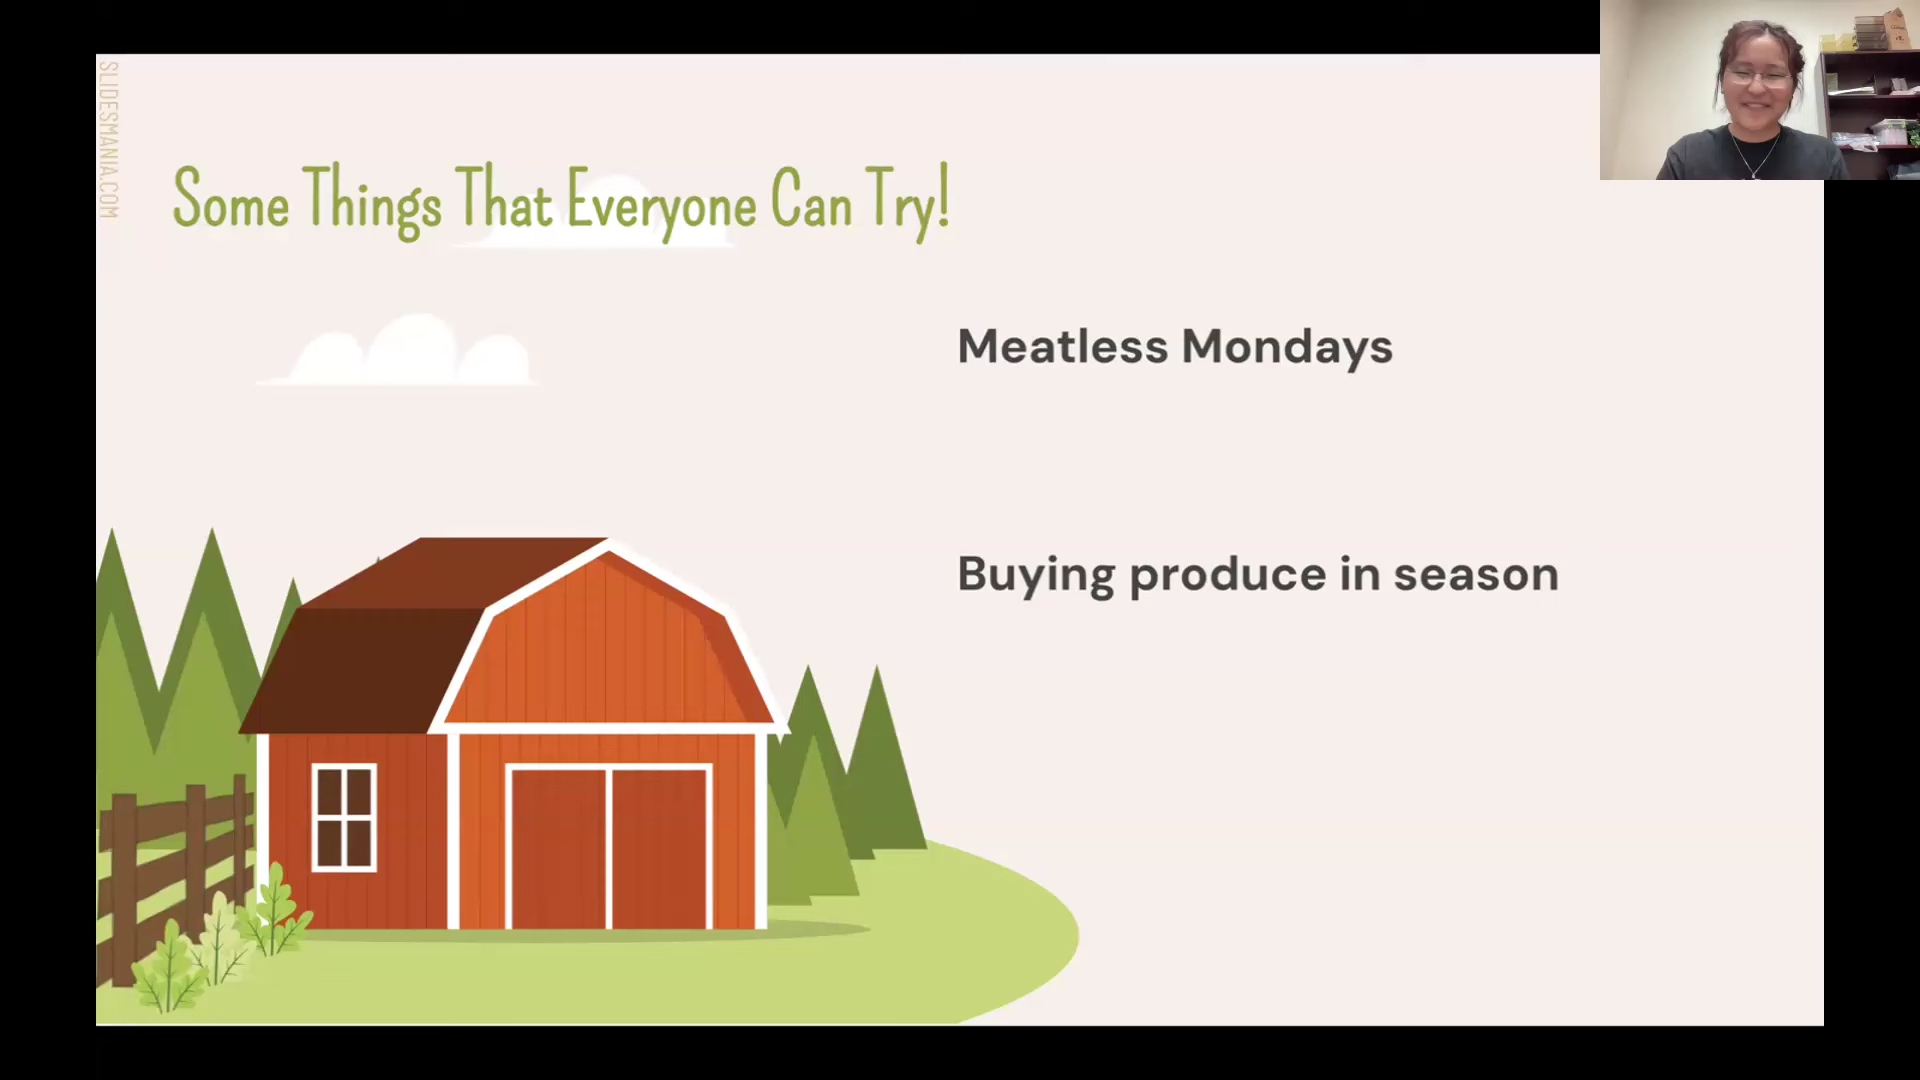 SLIDESMANIA.COM
Some Things That Everyone Can Try!
Meatless Mondays
Buying produce in season